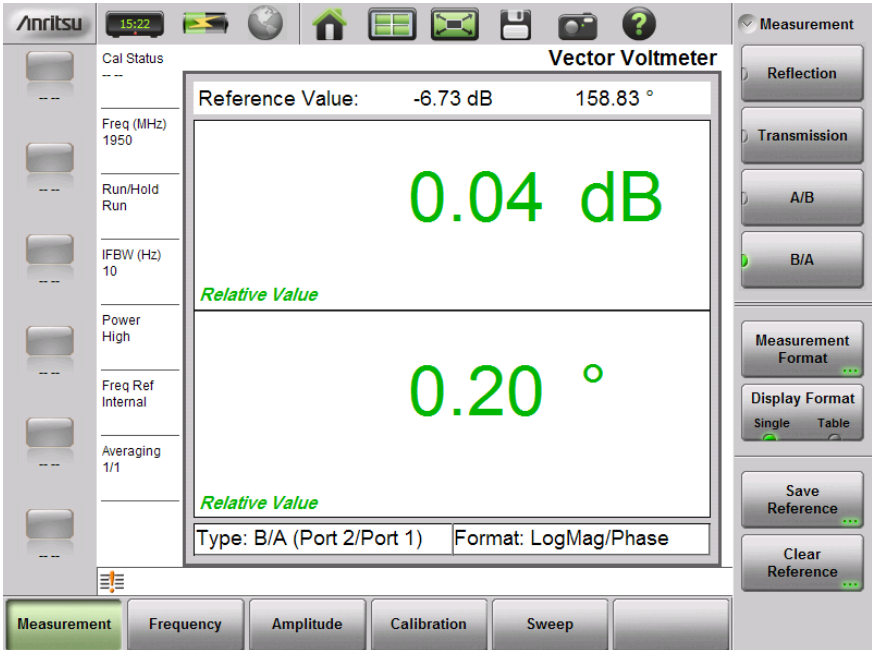 Anritsu
15:22
?
Measurement
Cal Status
-- --
Vector Voltmeter
Reflection
-- --
Reference Value: -6.73 dB 158.83 °
Freq (MHz)
1950
Transmission
0.04 dB
-- --
Run/Hold
Run
A/B
IFBW (Hz)
10
B/A
-- --
Relative Value
Power
High
Measurement
Format
-- --
0.20 °
Freq Ref
Internal
Display Format
Single Table
Averaging
1/1
-- --
Relative Value
Save
Reference
Type: B/A (Port 2/Port 1) Format: LogMag/Phase
-- --
Clear
Reference
Measurement Frequency Amplitude Calibration Sweep